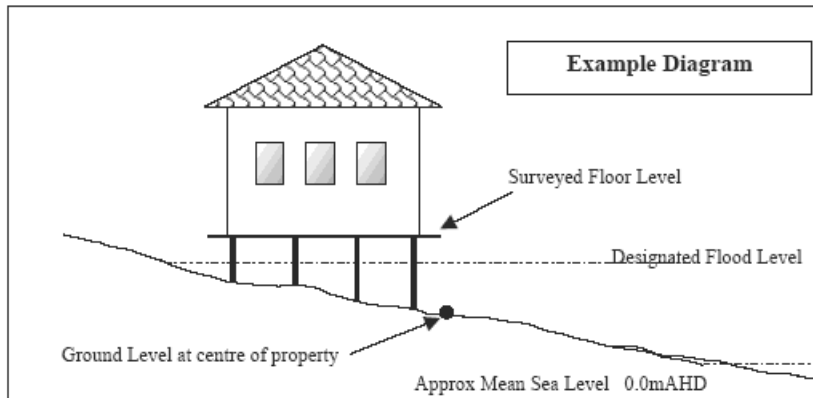 Example Diagram
Surveyed Floor Level
Designated Flood Level
Ground Level at centre of property
Approx Mean Sea Level 0.0mAHD